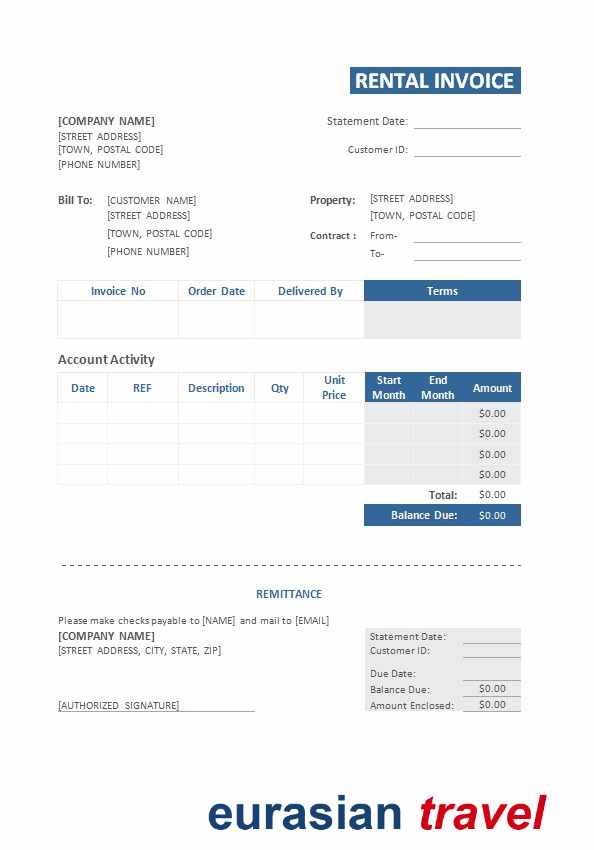 RENTAL INVOICE
[COMPANY NAME]
Statement Date:
[STREET ADDRESS]
[TOWN, POSTAL CODE]
Customer ID:
[PHONE NUMBER]
Bill To: [CUSTOMER NAME]
Property: [STREET ADDRESS]
[STREET ADDRESS]
[TOWN, POSTAL CODE]
[TOWN, POSTAL CODE]
Contract : From-
[PHONE NUMBER]
To-
Invoice No Order Date Delivered By Terms
Account Activity
Date REF Description Qty Unit Price Start Month End Month Amount
$0.00
$0.00
$0.00
$0.00
Total: $0.00
Balance Due: $0.00
REMITTANCE
Please make checks payable to [NAME] and mail to [EMAIL]
[COMPANY NAME]
[STREET ADDRESS, CITY, STATE, ZIP]
[AUTHORIZED SIGNATURE]
Statement Date:
Customer ID:
Due Date:
Balance Due: $0.00
Amount Enclosed: $0.00
eurasian travel